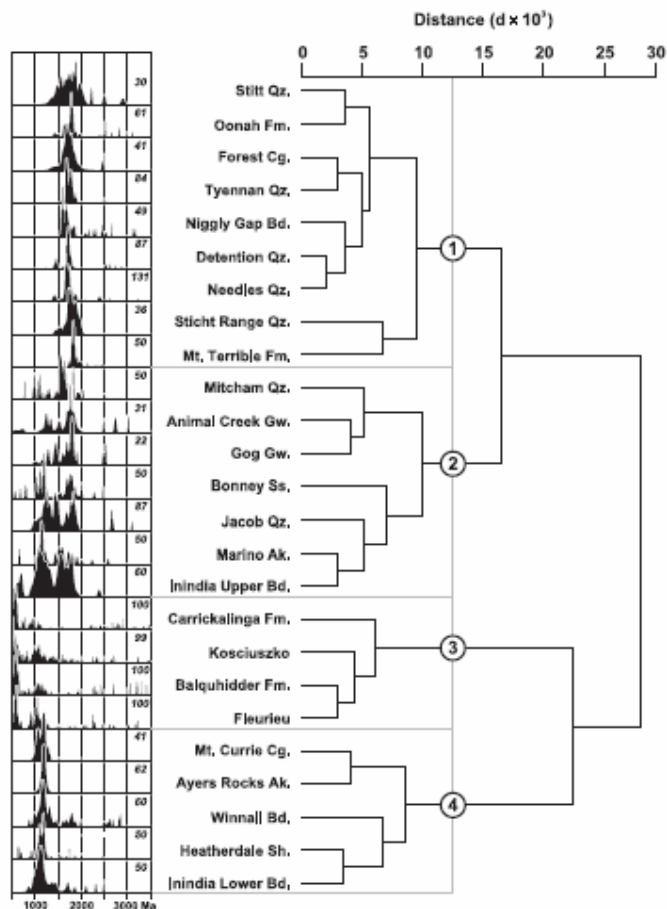 Distance (d × 10³)
0 5 10 15 20 25 30
30
Stitt Qz.
61
Oonah Fm.
41
Forest Cg.
84
Tyennan Qz.
49
Niggly Gap Bd.
87
Detention Qz.
131
Needles Qz.
36
Sticht Range Qz.
50
Mt. Terrible Fm.
50
Mitcham Qz.
21
Animal Creek Gw.
22
Gog Gw.
50
Bonney Ss.
87
Jacob Qz.
50
Marino Ak.
60
Inindia Upper Bd.
100
Carrickalinga Fm.
99
Kosciuszko
100
Balquhidder Fm.
100
Fleurieu
41
Mt. Currie Cg.
62
Ayers Rocks Ak.
60
Winnall Bd.
50
Heatherdale Sh.
50
Inindia Lower Bd.
1
2
3
4
1000 2000 3000 Ma